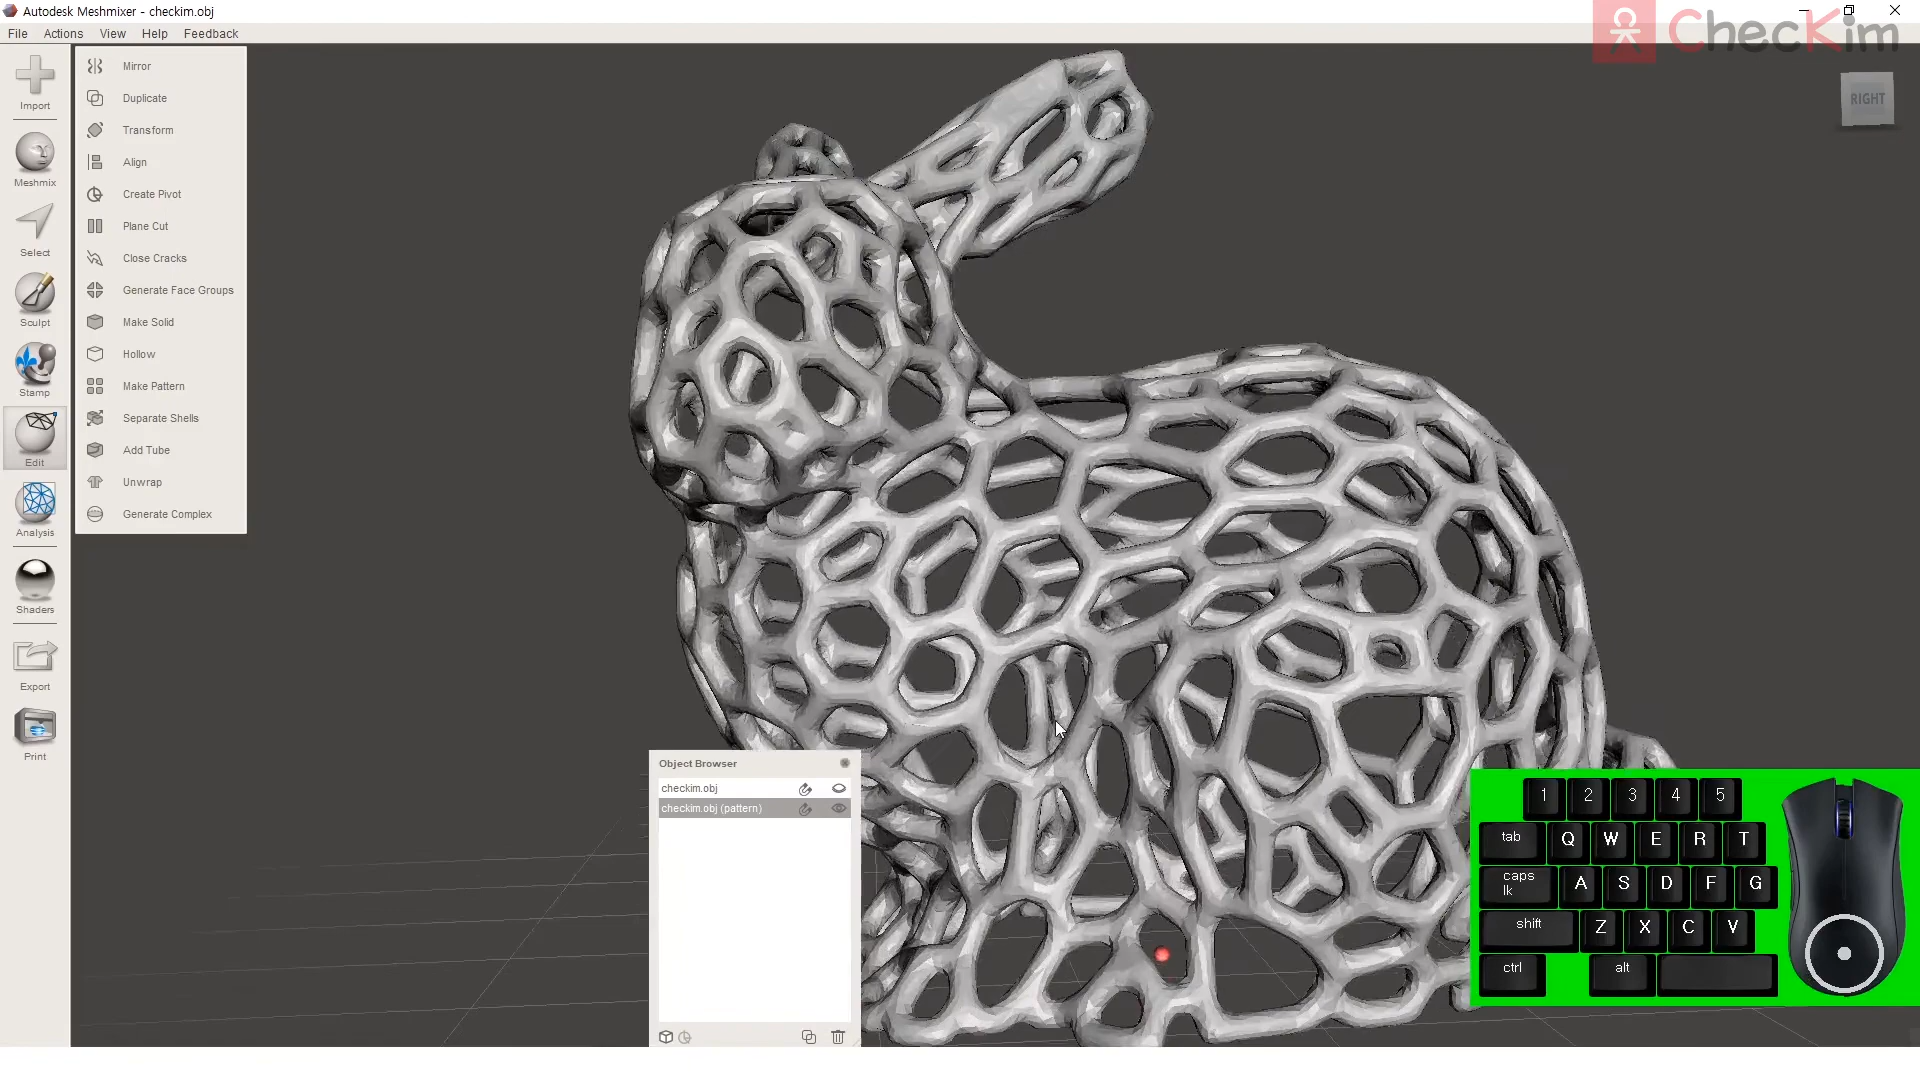 Autodesk Meshmixer - checkim.obj
CHecKim
File Actions View Help Feedback
RIGHT
Import
Meshmix
Select
Sculpt
Stamp
Edit
Analysis
Shaders
Export
Print
Mirror
Duplicate
Transform
Align
Create Pivot
Plane Cut
Close Cracks
Generate Face Groups
Make Solid
Hollow
Make Pattern
Separate Shells
Add Tube
Unwrap
Generate Complex
Object Browser
checkim.obj
checkim.obj (pattern)
1 2 3 4 5
tab Q W E R T
caps
lk A S D F G
shift Z X C V
ctrl alt